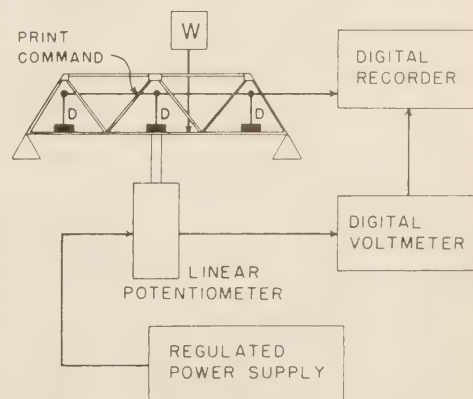 PRINT
COMMAND
W
DIGITAL
RECORDER
D
D
D
DIGITAL
VOLTMETER
LINEAR
POTENTIOMETER
REGULATED
POWER SUPPLY